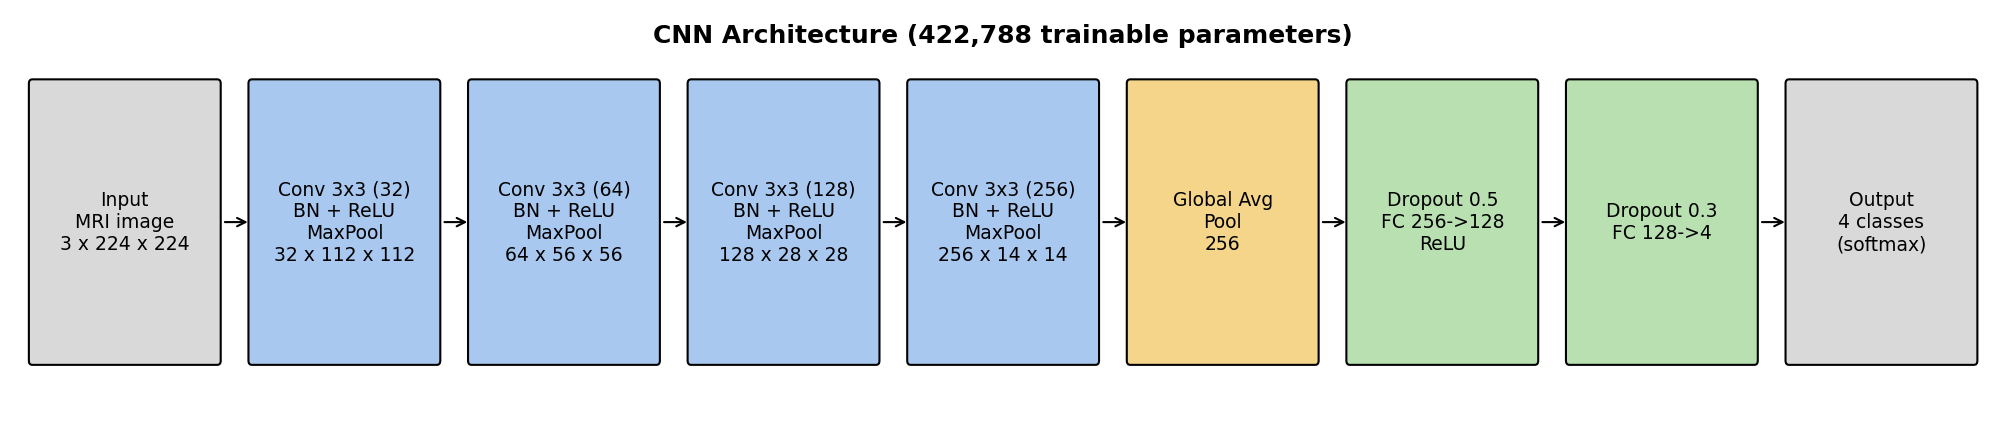 CNN Architecture (422,788 trainable parameters)
Input
MRI image
3 x 224 x 224
Conv 3x3 (32)
BN + ReLU
MaxPool
32 x 112 x 112
Conv 3x3 (64)
BN + ReLU
MaxPool
64 x 56 x 56
Conv 3x3 (128)
BN + ReLU
MaxPool
128 x 28 x 28
Conv 3x3 (256)
BN + ReLU
MaxPool
256 x 14 x 14
Global Avg
Pool
256
Dropout 0.5
FC 256->128
ReLU
Dropout 0.3
FC 128->4
Output
4 classes
(softmax)